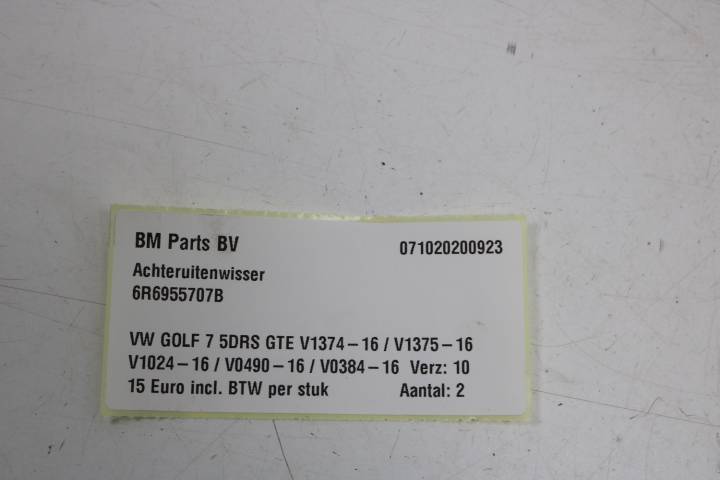 BM Parts BV 071020200923
Achteruitenwisser
6R6955707B
VW GOLF 7 5DRS GTE V1374-16 / V1375-16
V1024-16 / V0490-16 / V0384-16 Verz: 10
15 Euro incl. BTW per stuk Aantal: 2